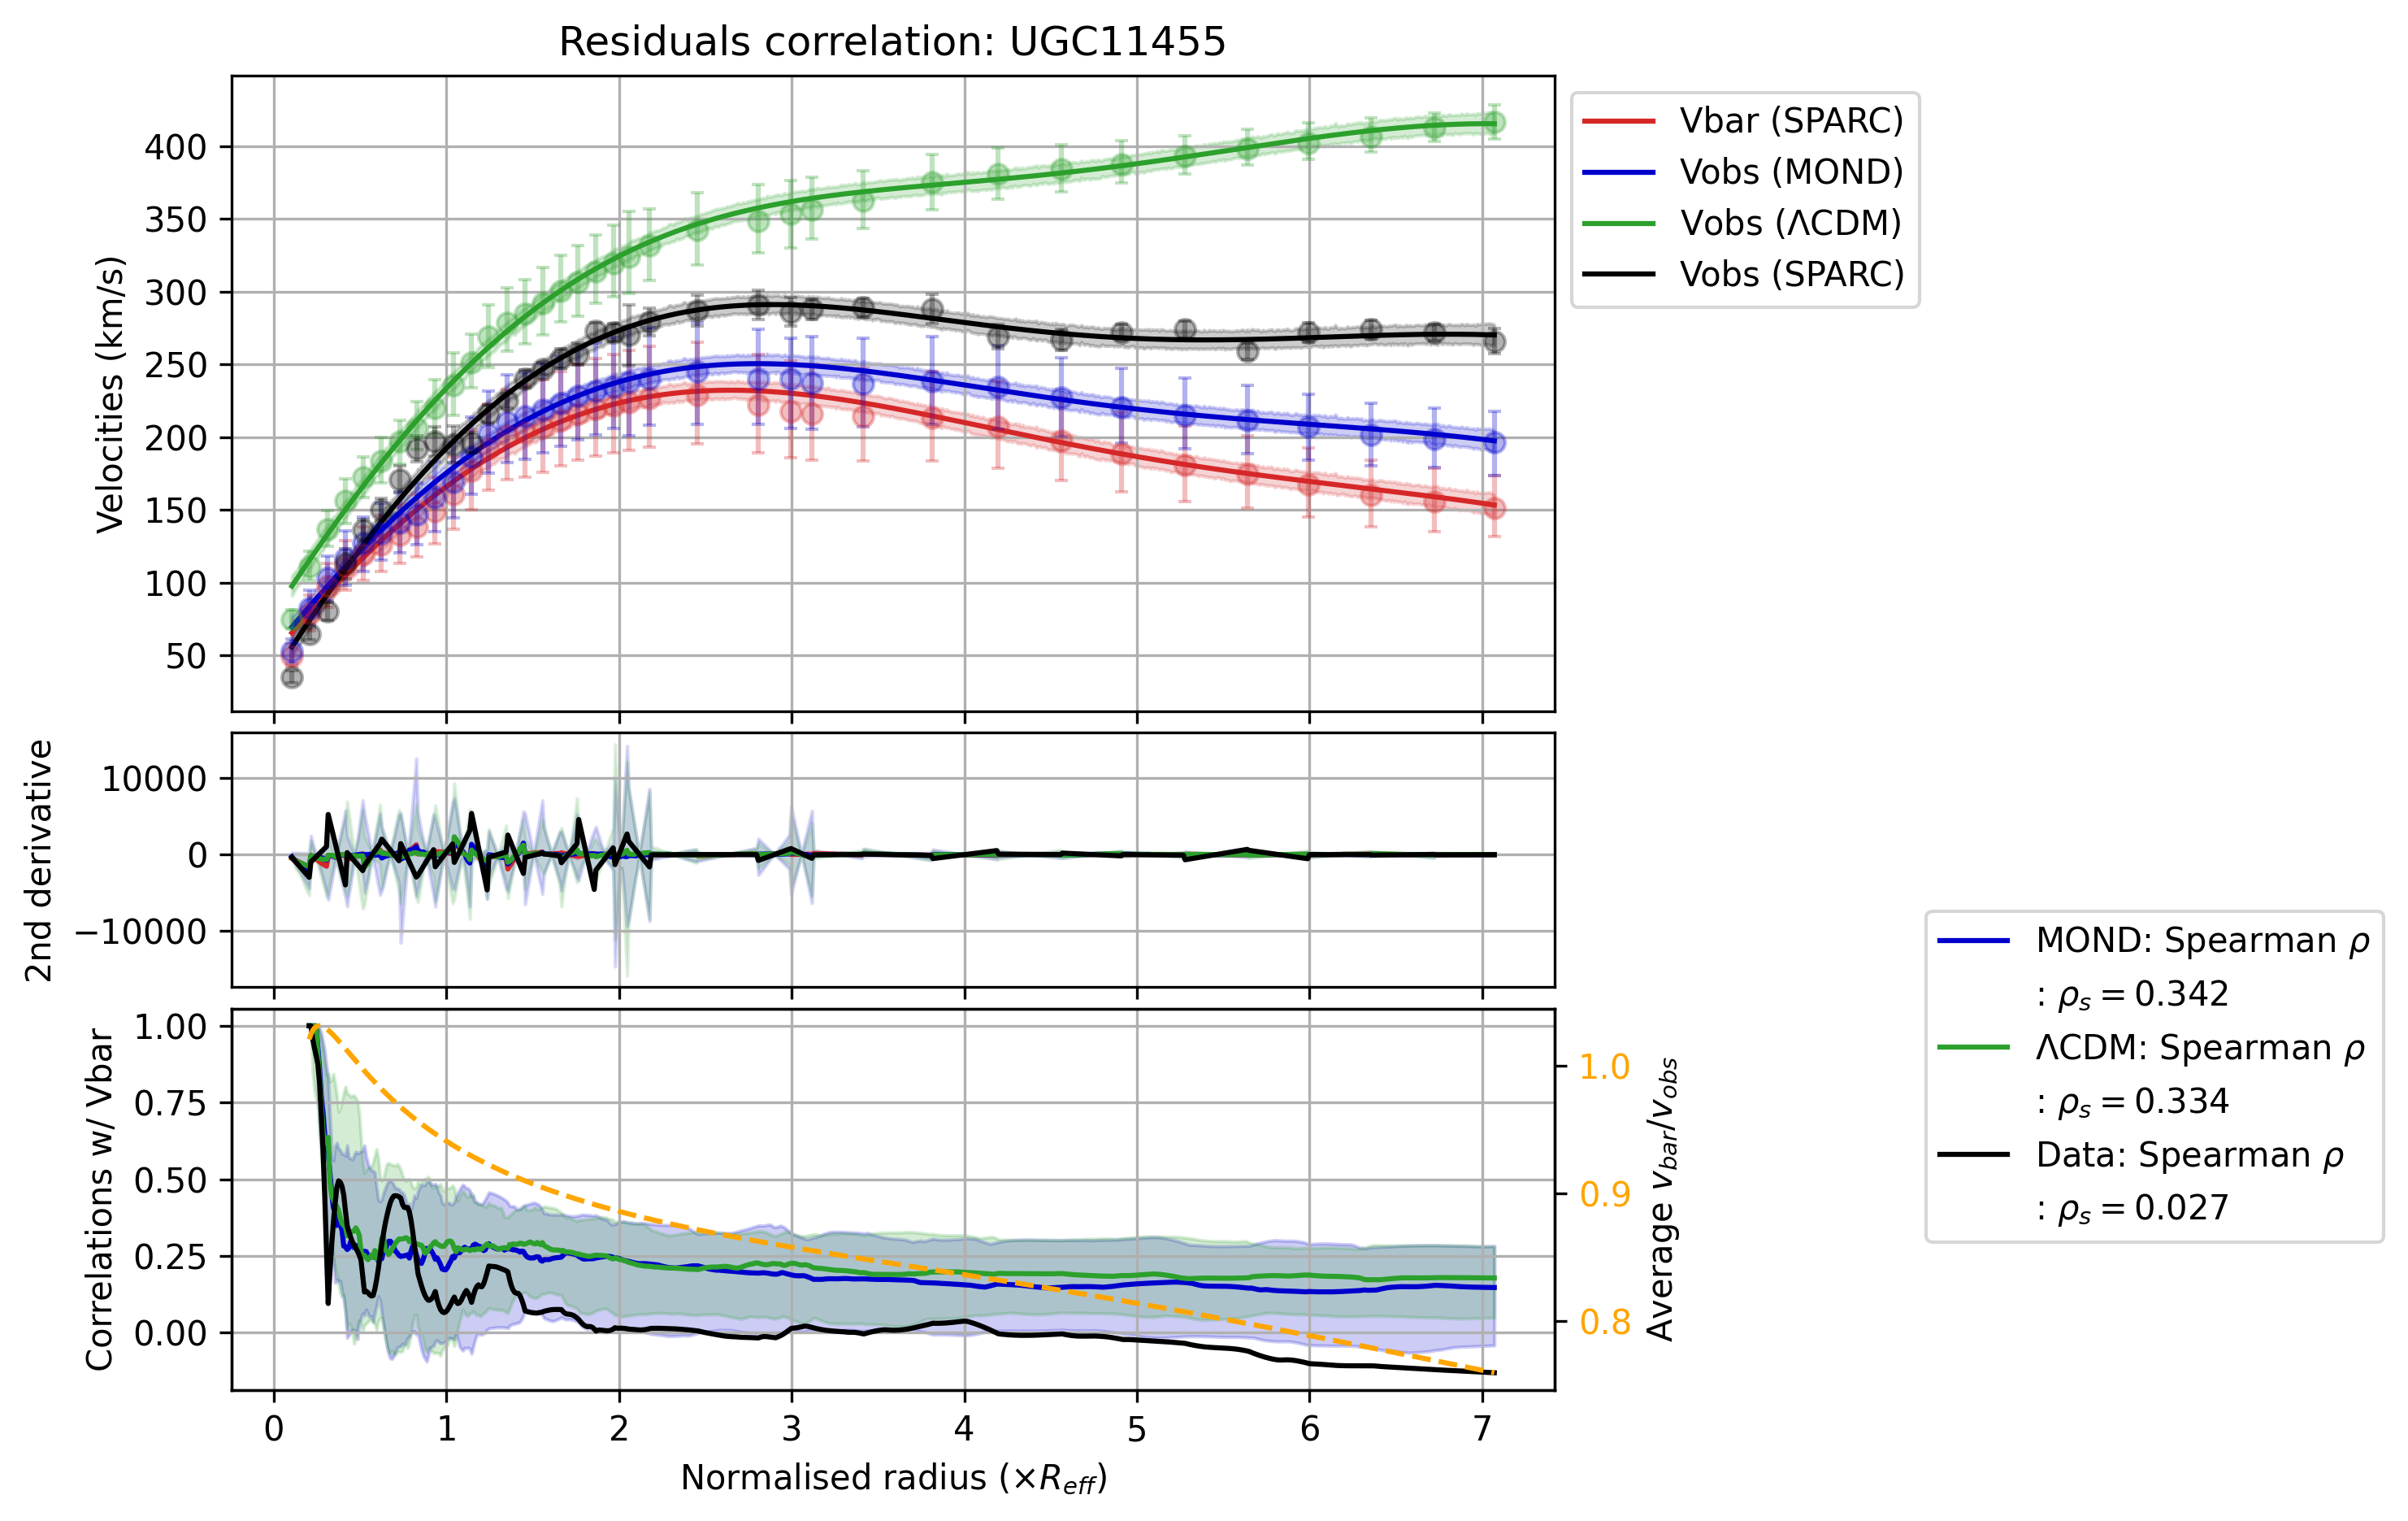 Residuals correlation: UGC11455
Velocities (km/s)
400
350
300
250
200
150
100
50
Vbar (SPARC)
Vobs (MOND)
Vobs (ΛCDM)
Vobs (SPARC)
2nd derivative
10000
0
−10000
Correlations w/ Vbar
1.00
0.75
0.50
0.25
0.00
1.0
0.9
0.8
Average v_bar/v_obs
MOND: Spearman ρ
: ρ_s = 0.342
ΛCDM: Spearman ρ
: ρ_s = 0.334
Data: Spearman ρ
: ρ_s = 0.027
0 1 2 3 4 5 6 7
Normalised radius (×R_eff)